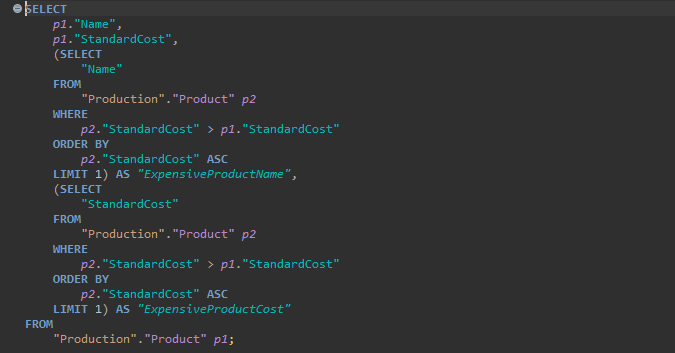 SELECT
p1."Name",
p1."StandardCost",
(SELECT
"Name"
FROM
"Production"."Product" p2
WHERE
p2."StandardCost" > p1."StandardCost"
ORDER BY
p2."StandardCost" ASC
LIMIT 1) AS "ExpensiveProductName",
(SELECT
"StandardCost"
FROM
"Production"."Product" p2
WHERE
p2."StandardCost" > p1."StandardCost"
ORDER BY
p2."StandardCost" ASC
LIMIT 1) AS "ExpensiveProductCost"
FROM
"Production"."Product" p1;